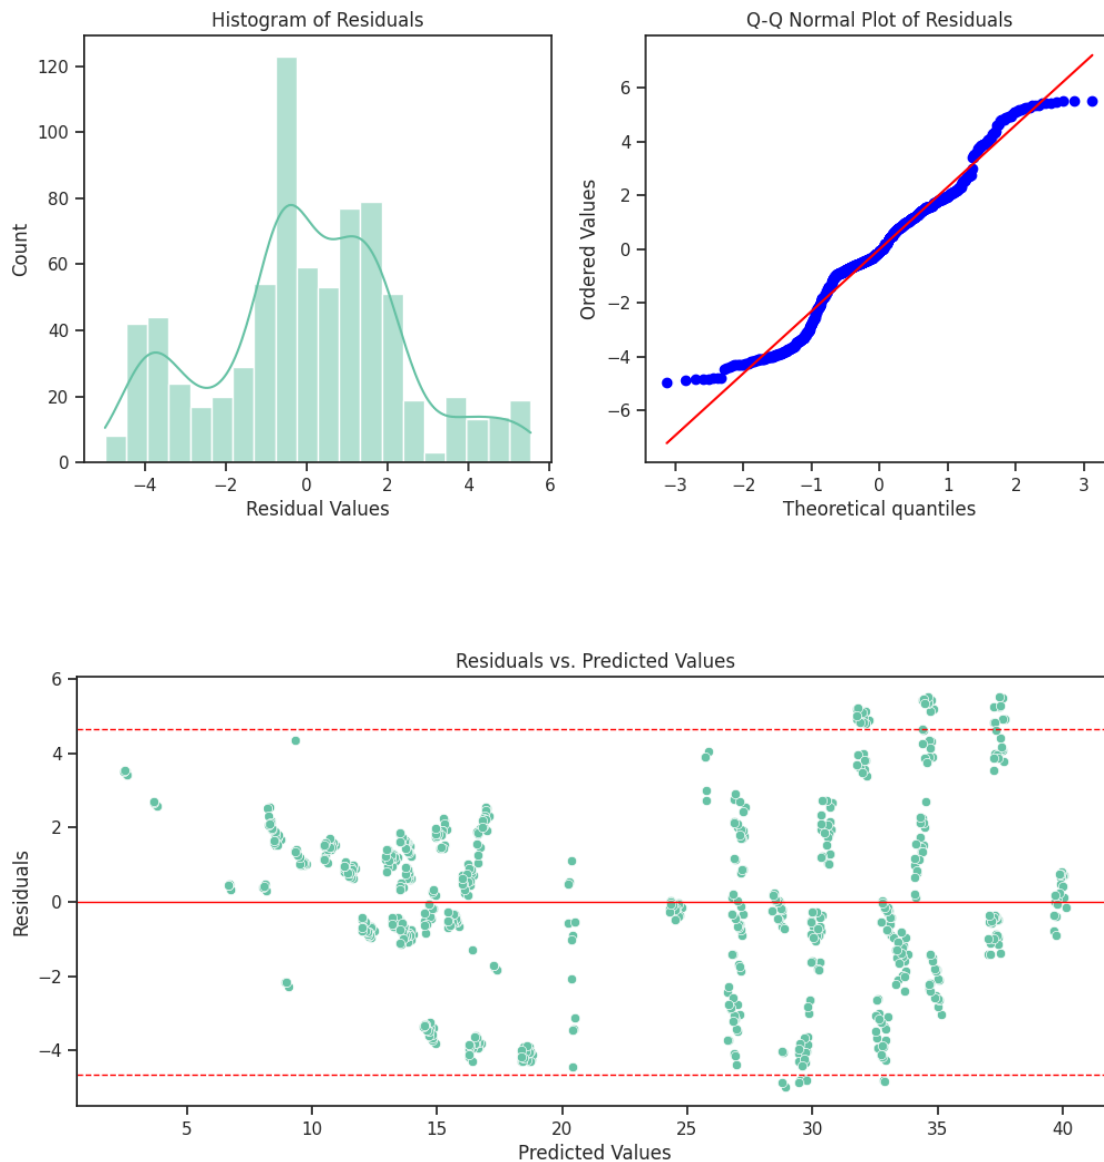 Histogram of Residuals
120
100
80
60
40
20
0
Count
−4 −2 0 2 4 6
Residual Values
Q-Q Normal Plot of Residuals
6
4
2
0
−2
−4
−6
Ordered Values
−3 −2 −1 0 1 2 3
Theoretical quantiles
Residuals vs. Predicted Values
6
4
2
0
−2
−4
Residuals
5 10 15 20 25 30 35 40
Predicted Values